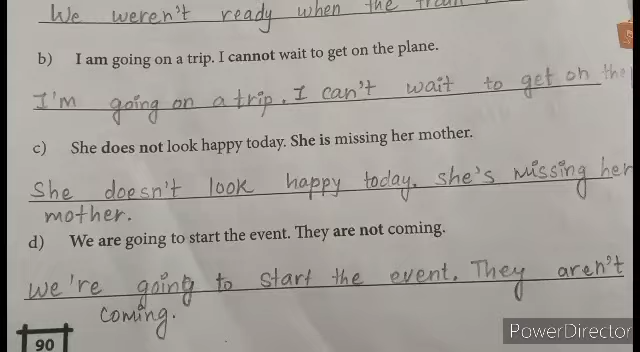 We weren't ready when the train
b) I am going on a trip. I cannot wait to get on the plane.
I'm going on a trip. I can't wait to get on the
c) She does not look happy today. She is missing her mother.
She doesn't look happy today. she's missing her
mother.
d) We are going to start the event. They are not coming.
we're going to start the event. They aren't
coming.
90
PowerDirector